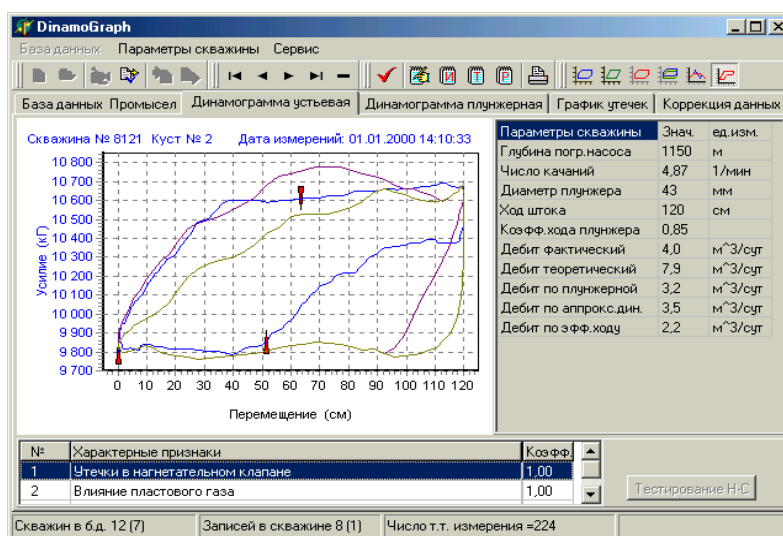 DinamoGraph
База данных Параметры скважины Сервис
База данных Промысел Динамограмма устьевая Динамограмма плунжерная График утечек Коррекция данных
Скважина № 8121 Куст № 2 Дата измерений: 01.01.2000 14:10:33
10 800
10 700
10 600
10 500
10 400
10 300
10 200
10 100
10 000
9 900
9 800
9 700
Усилие (кГ)
0 10 20 30 40 50 60 70 80 90 100 110 120
Перемещение (см)
Параметры скважины Знач. ед.изм.
Глубина погр.насоса 1150 м
Число качаний 4,87 1/мин
Диаметр плунжера 43 мм
Ход штока 120 см
Коэфф.хода плунжера 0,85
Дебит фактический 4,0 м^3/сут
Дебит теоретический 7,9 м^3/сут
Дебит по плунжерной 3,2 м^3/сут
Дебит по аппрокс.дин. 3,5 м^3/сут
Дебит по эфф.ходу 2,2 м^3/сут
№ Характерные признаки Коэфф.
1 Утечки в нагнетательном клапане 1,00
2 Влияние пластового газа 1,00
Тестирование Н-С
Скважин в б.д. 12 (7) Записей в скважине 8 (1) Число т.т. измерения =224